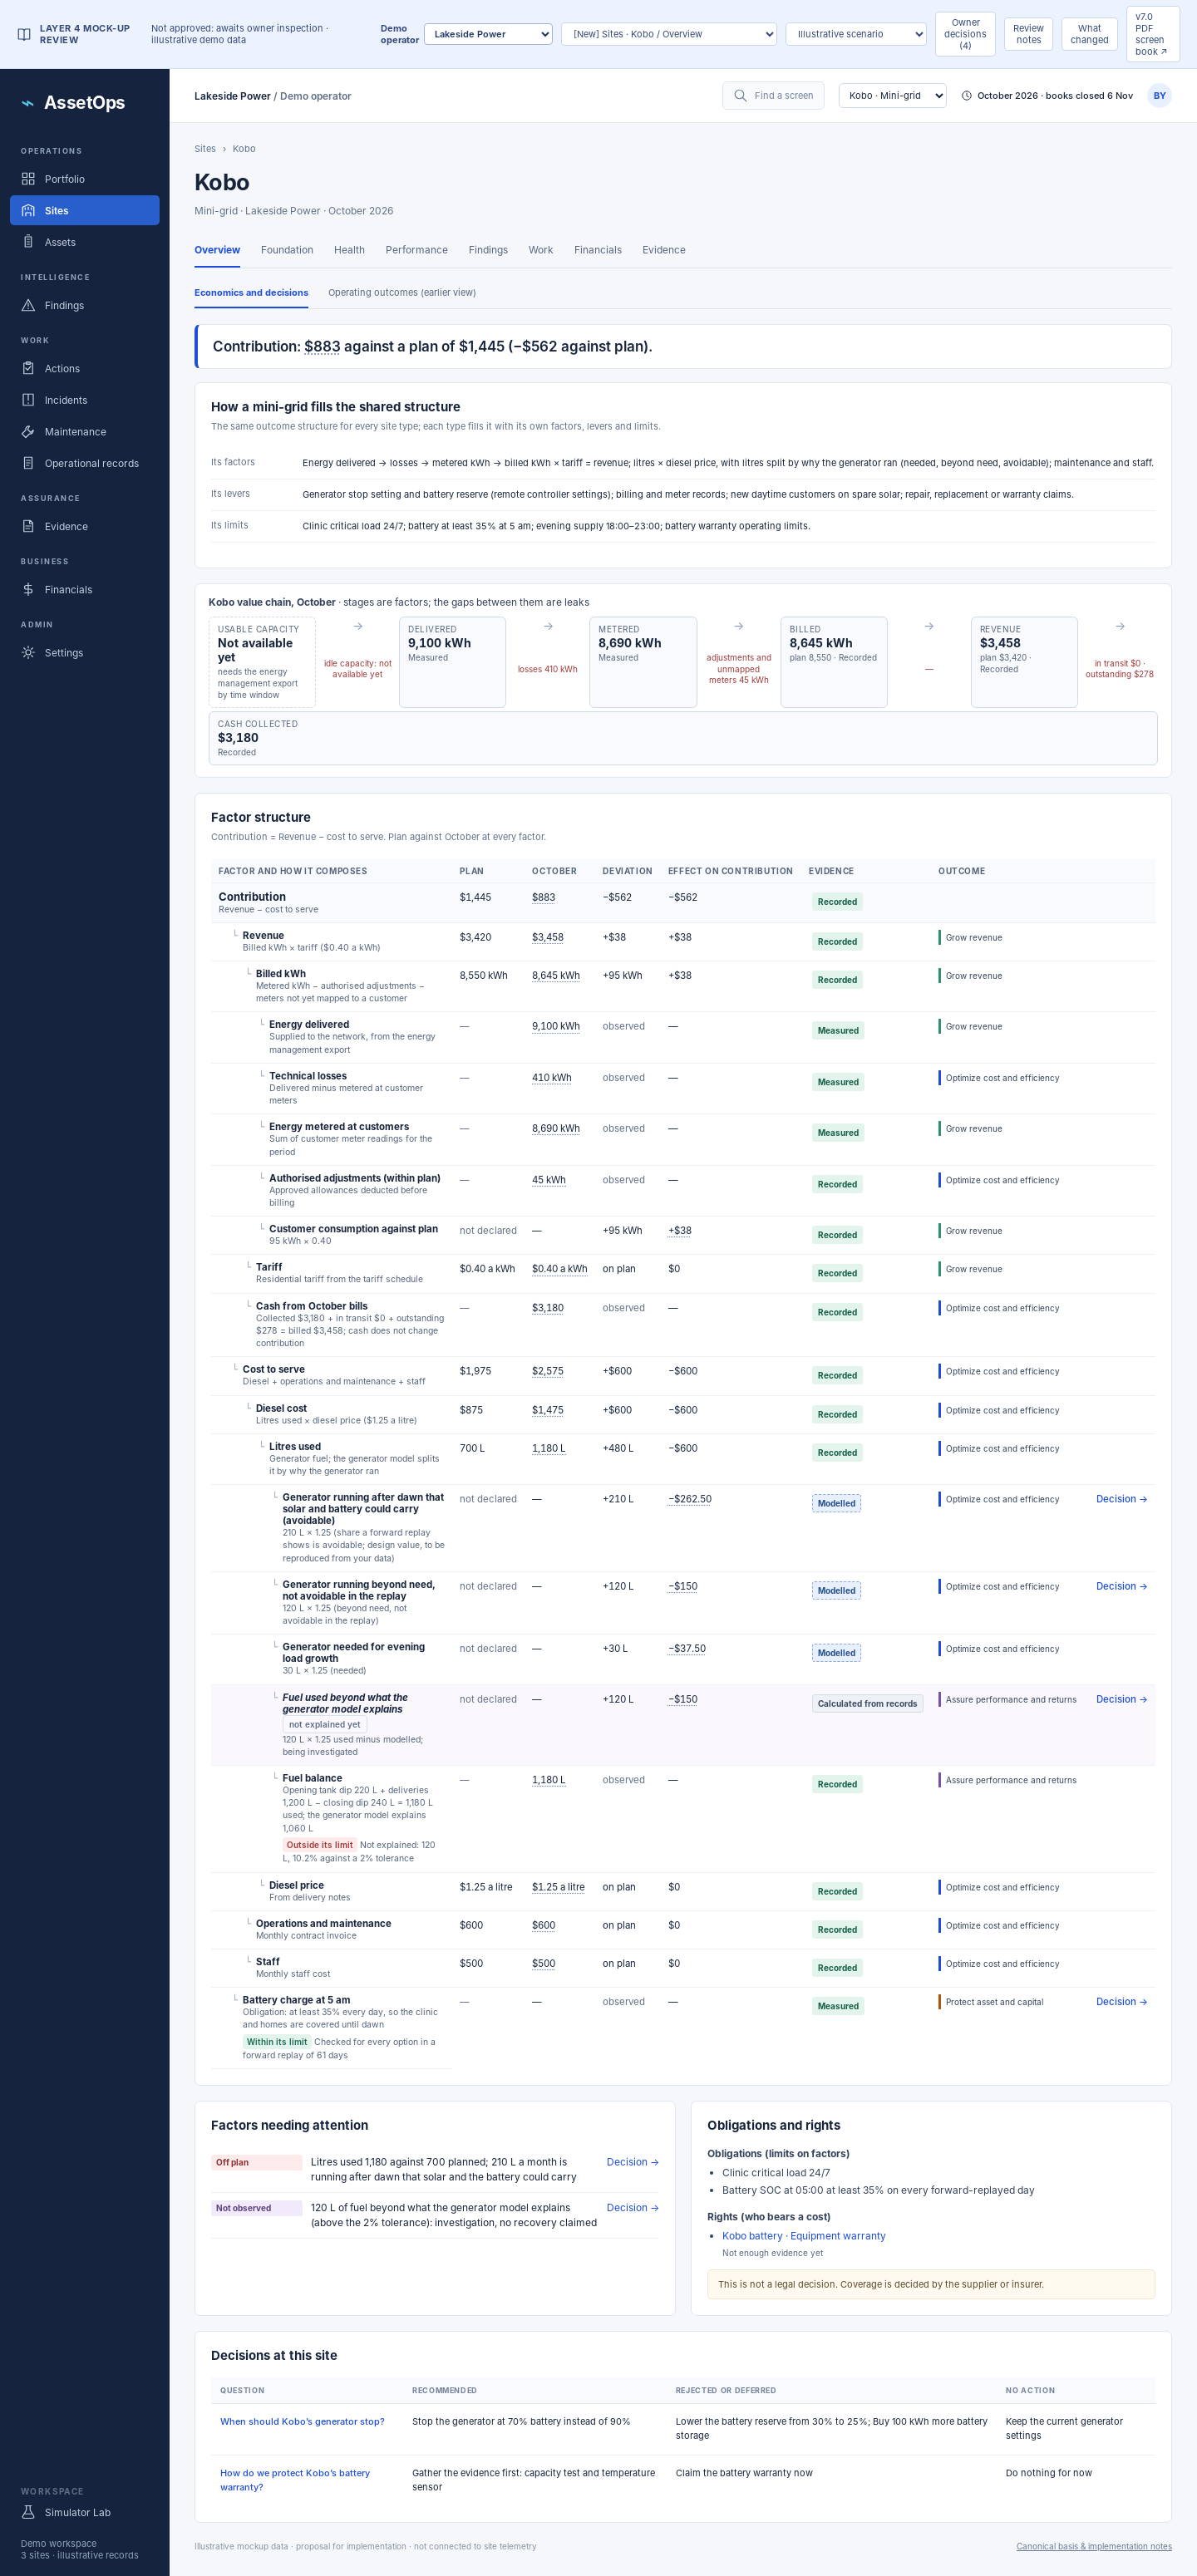 LAYER 4 MOCK-UP REVIEW
Not approved: awaits owner inspection · illustrative demo data
Demo operator
Lakeside Power
[New] Sites · Kobo / Overview
Illustrative scenario
Owner decisions (4)
Review notes
What changed
v7.0 PDF screen book ↗
AssetOps
Lakeside Power / Demo operator
Find a screen
Kobo · Mini-grid
October 2026 · books closed 6 Nov
BY
OPERATIONS
Portfolio
Sites
Assets
INTELLIGENCE
Findings
WORK
Actions
Incidents
Maintenance
Operational records
ASSURANCE
Evidence
BUSINESS
Financials
ADMIN
Settings
WORKSPACE
Simulator Lab
Demo workspace
3 sites · illustrative records
Sites › Kobo
Kobo
Mini-grid · Lakeside Power · October 2026
Overview Foundation Health Performance Findings Work Financials Evidence
Economics and decisions Operating outcomes (earlier view)
Contribution: $883 against a plan of $1,445 (−$562 against plan).
How a mini-grid fills the shared structure
The same outcome structure for every site type; each type fills it with its own factors, levers and limits.
Its factors Energy delivered → losses → metered kWh → billed kWh × tariff = revenue; litres × diesel price, with litres split by why the generator ran (needed, beyond need, avoidable); maintenance and staff.
Its levers Generator stop setting and battery reserve (remote controller settings); billing and meter records; new daytime customers on spare solar; repair, replacement or warranty claims.
Its limits Clinic critical load 24/7; battery at least 35% at 5 am; evening supply 18:00–23:00; battery warranty operating limits.
Kobo value chain, October · stages are factors; the gaps between them are leaks
USABLE CAPACITY
Not available yet
needs the energy management export by time window
→
idle capacity: not available yet
DELIVERED
9,100 kWh
Measured
→
losses 410 kWh
METERED
8,690 kWh
Measured
→
adjustments and unmapped meters 45 kWh
BILLED
8,645 kWh
plan 8,550 · Recorded
→
—
REVENUE
$3,458
plan $3,420 · Recorded
→
in transit $0 · outstanding $278
CASH COLLECTED
$3,180
Recorded
Factor structure
Contribution = Revenue − cost to serve. Plan against October at every factor.
FACTOR AND HOW IT COMPOSES PLAN OCTOBER DEVIATION EFFECT ON CONTRIBUTION EVIDENCE OUTCOME
Contribution $1,445 $883 −$562 −$562 Recorded
Revenue − cost to serve
Revenue $3,420 $3,458 +$38 +$38 Recorded Grow revenue
Billed kWh × tariff ($0.40 a kWh)
Billed kWh 8,550 kWh 8,645 kWh +95 kWh +$38 Recorded Grow revenue
Metered kWh − authorised adjustments −
meters not yet mapped to a customer
Energy delivered — 9,100 kWh observed — Measured Grow revenue
Supplied to the network, from the energy
management export
Technical losses — 410 kWh observed — Measured Optimize cost and efficiency
Delivered minus metered at customer
meters
Energy metered at customers — 8,690 kWh observed — Measured Grow revenue
Sum of customer meter readings for the
period
Authorised adjustments (within plan) — 45 kWh observed — Recorded Optimize cost and efficiency
Approved allowances deducted before
billing
Customer consumption against plan not declared — +95 kWh +$38 Recorded Grow revenue
95 kWh × 0.40
Tariff $0.40 a kWh $0.40 a kWh on plan $0 Recorded Grow revenue
Residential tariff from the tariff schedule
Cash from October bills — $3,180 observed — Recorded Optimize cost and efficiency
Collected $3,180 + in transit $0 + outstanding
$278 = billed $3,458; cash does not change
contribution
Cost to serve $1,975 $2,575 +$600 −$600 Recorded Optimize cost and efficiency
Diesel + operations and maintenance + staff
Diesel cost $875 $1,475 +$600 −$600 Recorded Optimize cost and efficiency
Litres used × diesel price ($1.25 a litre)
Litres used 700 L 1,180 L +480 L −$600 Recorded Optimize cost and efficiency
Generator fuel; the generator model splits
it by why the generator ran
Generator running after dawn that not declared — +210 L −$262.50 Modelled Optimize cost and efficiency Decision →
solar and battery could carry
(avoidable)
210 L × 1.25 (share a forward replay
shows is avoidable; design value, to be
reproduced from your data)
Generator running beyond need, not declared — +120 L −$150 Modelled Optimize cost and efficiency Decision →
not avoidable in the replay
120 L × 1.25 (beyond need, not
avoidable in the replay)
Generator needed for evening not declared — +30 L −$37.50 Modelled Optimize cost and efficiency
load growth
30 L × 1.25 (needed)
Fuel used beyond what the not declared — +120 L −$150 Calculated from records Assure performance and returns Decision →
generator model explains
not explained yet
120 L × 1.25 used minus modelled;
being investigated
Fuel balance — 1,180 L observed — Recorded Assure performance and returns
Opening tank dip 220 L + deliveries
1,200 L − closing dip 240 L = 1,180 L
used; the generator model explains
1,060 L
Outside its limit Not explained: 120
L, 10.2% against a 2% tolerance
Diesel price $1.25 a litre $1.25 a litre on plan $0 Recorded Optimize cost and efficiency
From delivery notes
Operations and maintenance $600 $600 on plan $0 Recorded Optimize cost and efficiency
Monthly contract invoice
Staff $500 $500 on plan $0 Recorded Optimize cost and efficiency
Monthly staff cost
Battery charge at 5 am — — observed — Measured Protect asset and capital Decision →
Obligation: at least 35% every day, so the clinic
and homes are covered until dawn
Within its limit Checked for every option in a
forward replay of 61 days
Factors needing attention
Off plan Litres used 1,180 against 700 planned; 210 L a month is Decision →
running after dawn that solar and the battery could carry
Not observed 120 L of fuel beyond what the generator model explains Decision →
(above the 2% tolerance): investigation, no recovery claimed
Obligations and rights
Obligations (limits on factors)
• Clinic critical load 24/7
• Battery SOC at 05:00 at least 35% on every forward-replayed day
Rights (who bears a cost)
• Kobo battery · Equipment warranty
Not enough evidence yet
This is not a legal decision. Coverage is decided by the supplier or insurer.
Decisions at this site
QUESTION RECOMMENDED REJECTED OR DEFERRED NO ACTION
When should Kobo's generator stop? Stop the generator at 70% battery instead of 90% Lower the battery reserve from 30% to 25%; Buy 100 kWh more battery storage Keep the current generator settings
How do we protect Kobo's battery warranty? Gather the evidence first: capacity test and temperature sensor Claim the battery warranty now Do nothing for now
Illustrative mockup data · proposal for implementation · not connected to site telemetry
Canonical basis & implementation notes